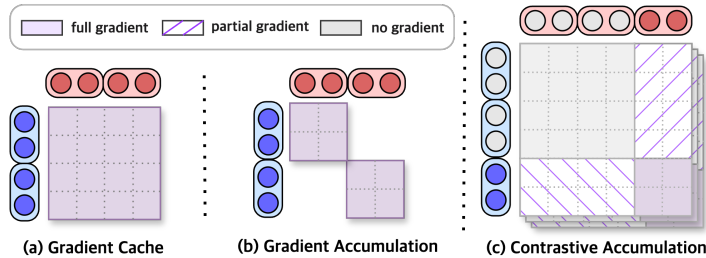 full gradient partial gradient no gradient
(a) Gradient Cache (b) Gradient Accumulation (c) Contrastive Accumulation